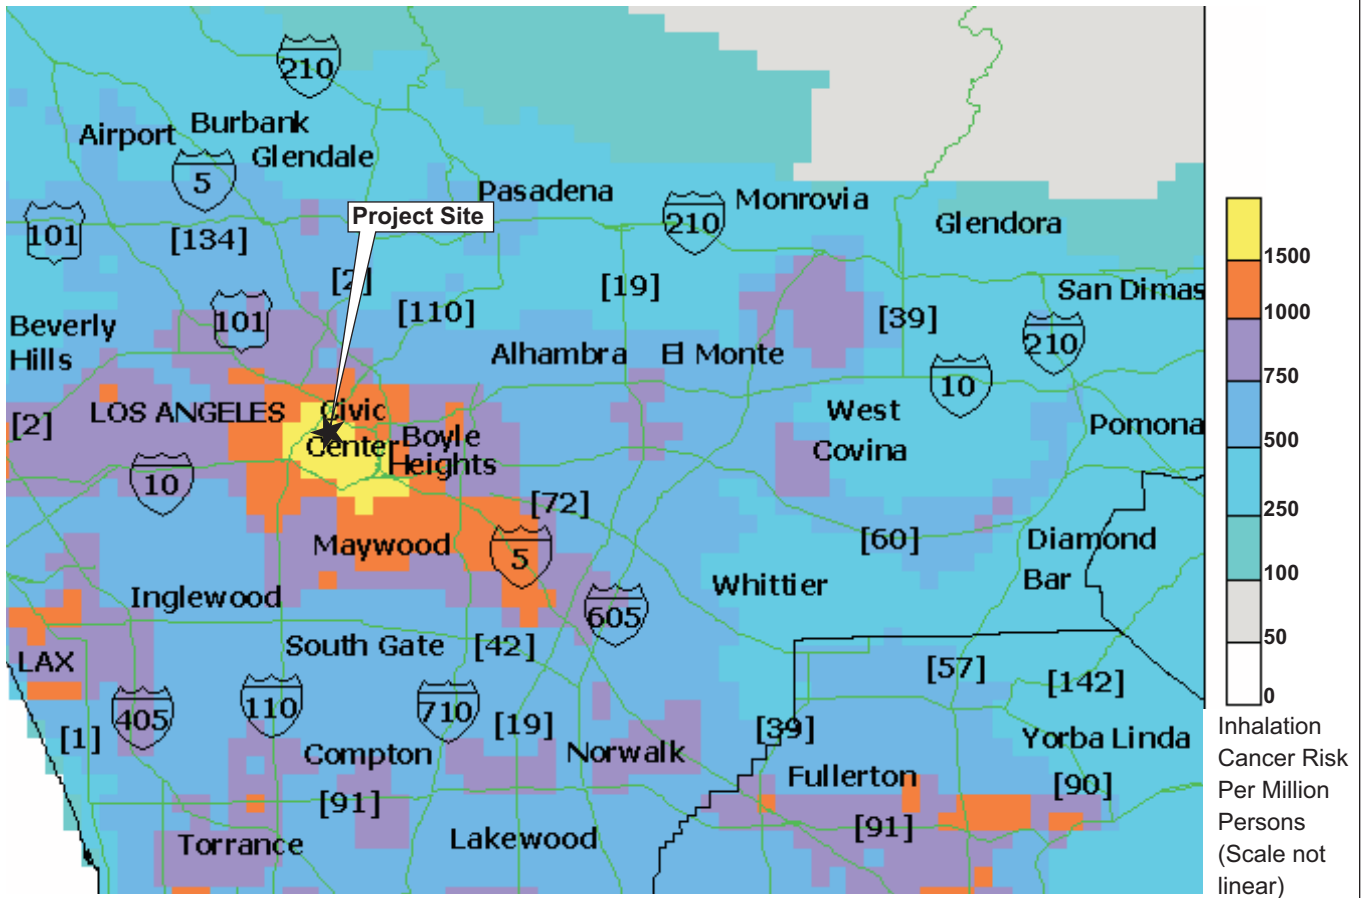 210
Airport
Burbank
Glendale
5
Pasadena
Monrovia
Project Site
101
[134]
210
Glendora
[2]
[19]
San Dimas
1500
Beverly
Hills
101
[110]
[39]
210
1000
Alhambra
El Monte
10
750
[2]
LOS ANGELES
Civic
Center
Boyle
Heights
West
Covina
Pomona
500
10
[72]
250
Maywood
5
[60]
Diamond
Bar
100
Inglewood
605
Whittier
50
LAX
South Gate
[42]
[57]
[142]
0
405
110
710
[1]
[19]
[39]
Yorba Linda
Compton
Norwalk
Fullerton
[90]
[91]
[91]
Torrance
Lakewood
Inhalation
Cancer Risk
Per Million
Persons
(Scale not
linear)